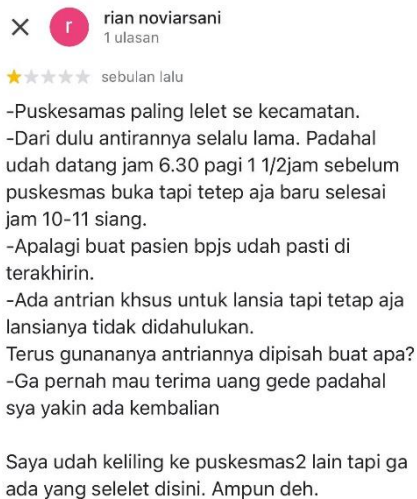 r
rian noviarsani
1 ulasan
sebulan lalu
-Puskesamas paling lelet se kecamatan.
-Dari dulu antirannya selalu lama. Padahal
udah datang jam 6.30 pagi 1 1/2jam sebelum
puskesmas buka tapi tetep aja baru selesai
jam 10-11 siang.
-Apalagi buat pasien bpjs udah pasti di
terakhirin.
-Ada antrian khsus untuk lansia tapi tetap aja
lansianya tidak didahulukan.
Terus gunananya antriannya dipisah buat apa?
-Ga pernah mau terima uang gede padahal
sya yakin ada kembalian
Saya udah keliling ke puskesmas2 lain tapi ga
ada yang selelet disini. Ampun deh.